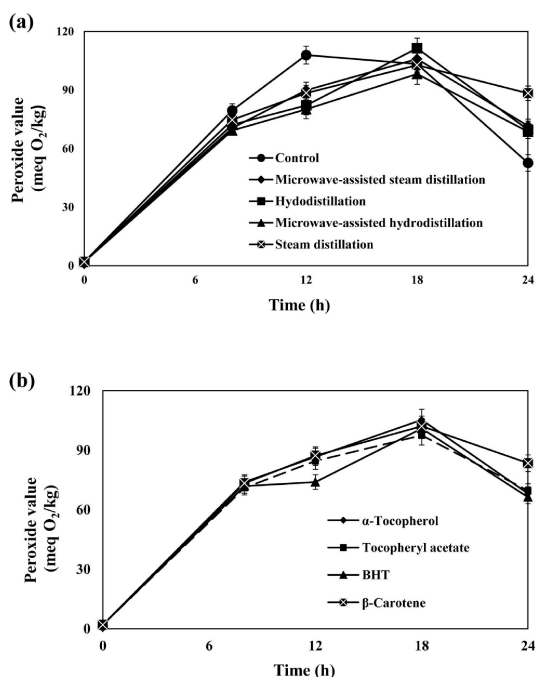 (a)
120
90
60
30
0
0
6
12
18
24
Peroxide value
(meq O2/kg)
Time (h)
Control
Microwave-assisted steam distillation
Hydodistillation
Microwave-assisted hydrodistillation
Steam distillation
(b)
120
90
60
30
0
0
6
12
18
24
Peroxide value
(meq O2/kg)
Time (h)
α-Tocopherol
Tocopheryl acetate
BHT
β-Carotene